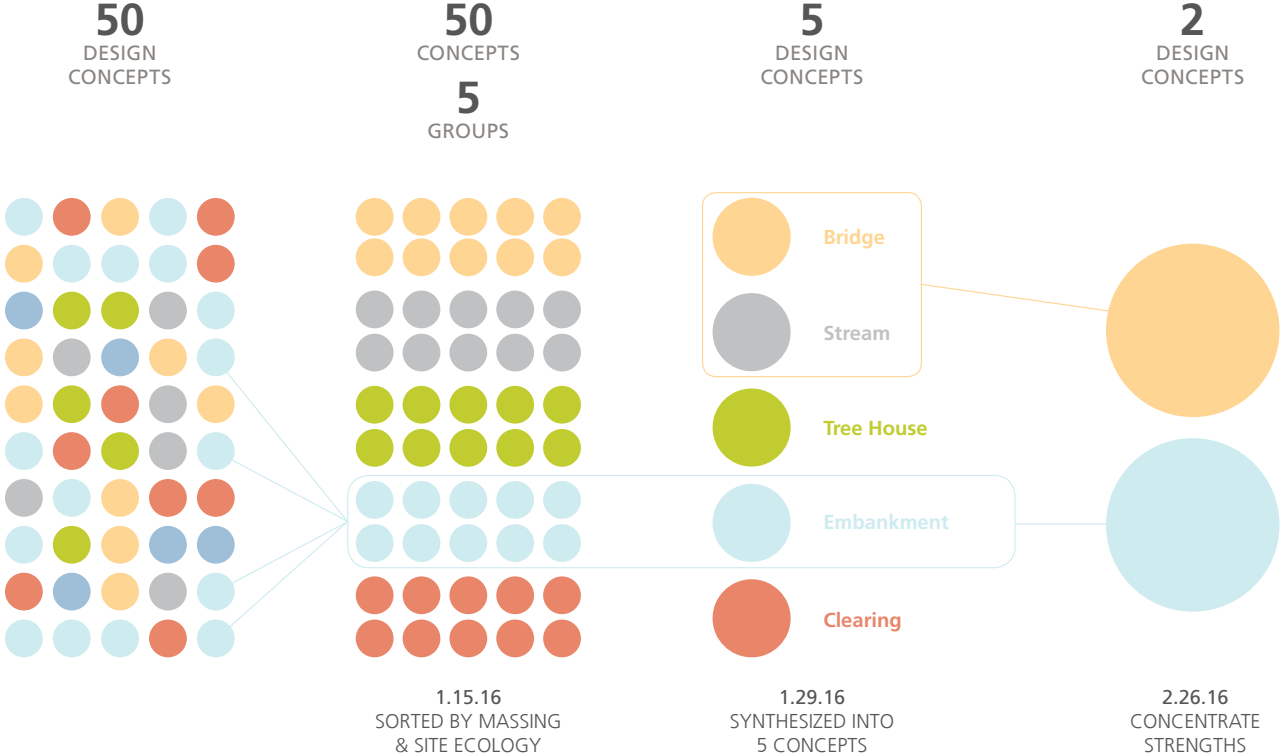 50
DESIGN
CONCEPTS
50
CONCEPTS
5
GROUPS
5
DESIGN
CONCEPTS
2
DESIGN
CONCEPTS
Bridge
Stream
Tree House
Embankment
Clearing
1.15.16
SORTED BY MASSING
& SITE ECOLOGY
1.29.16
SYNTHESIZED INTO
5 CONCEPTS
2.26.16
CONCENTRATE
STRENGTHS